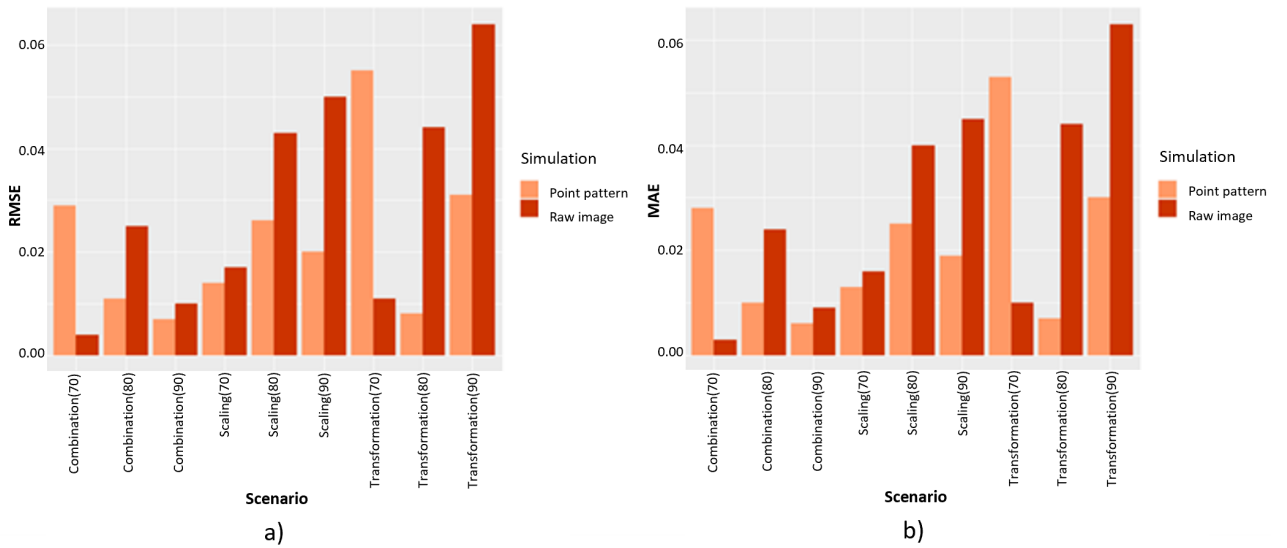 RMSE
0.06
0.04
0.02
0.00
Combination(70)
Combination(80)
Combination(90)
Scaling(70)
Scaling(80)
Scaling(90)
Transformation(70)
Transformation(80)
Transformation(90)
Scenario
a)
Simulation
Point pattern
Raw image
MAE
0.06
0.04
0.02
0.00
Combination(70)
Combination(80)
Combination(90)
Scaling(70)
Scaling(80)
Scaling(90)
Transformation(70)
Transformation(80)
Transformation(90)
Scenario
b)
Simulation
Point pattern
Raw image